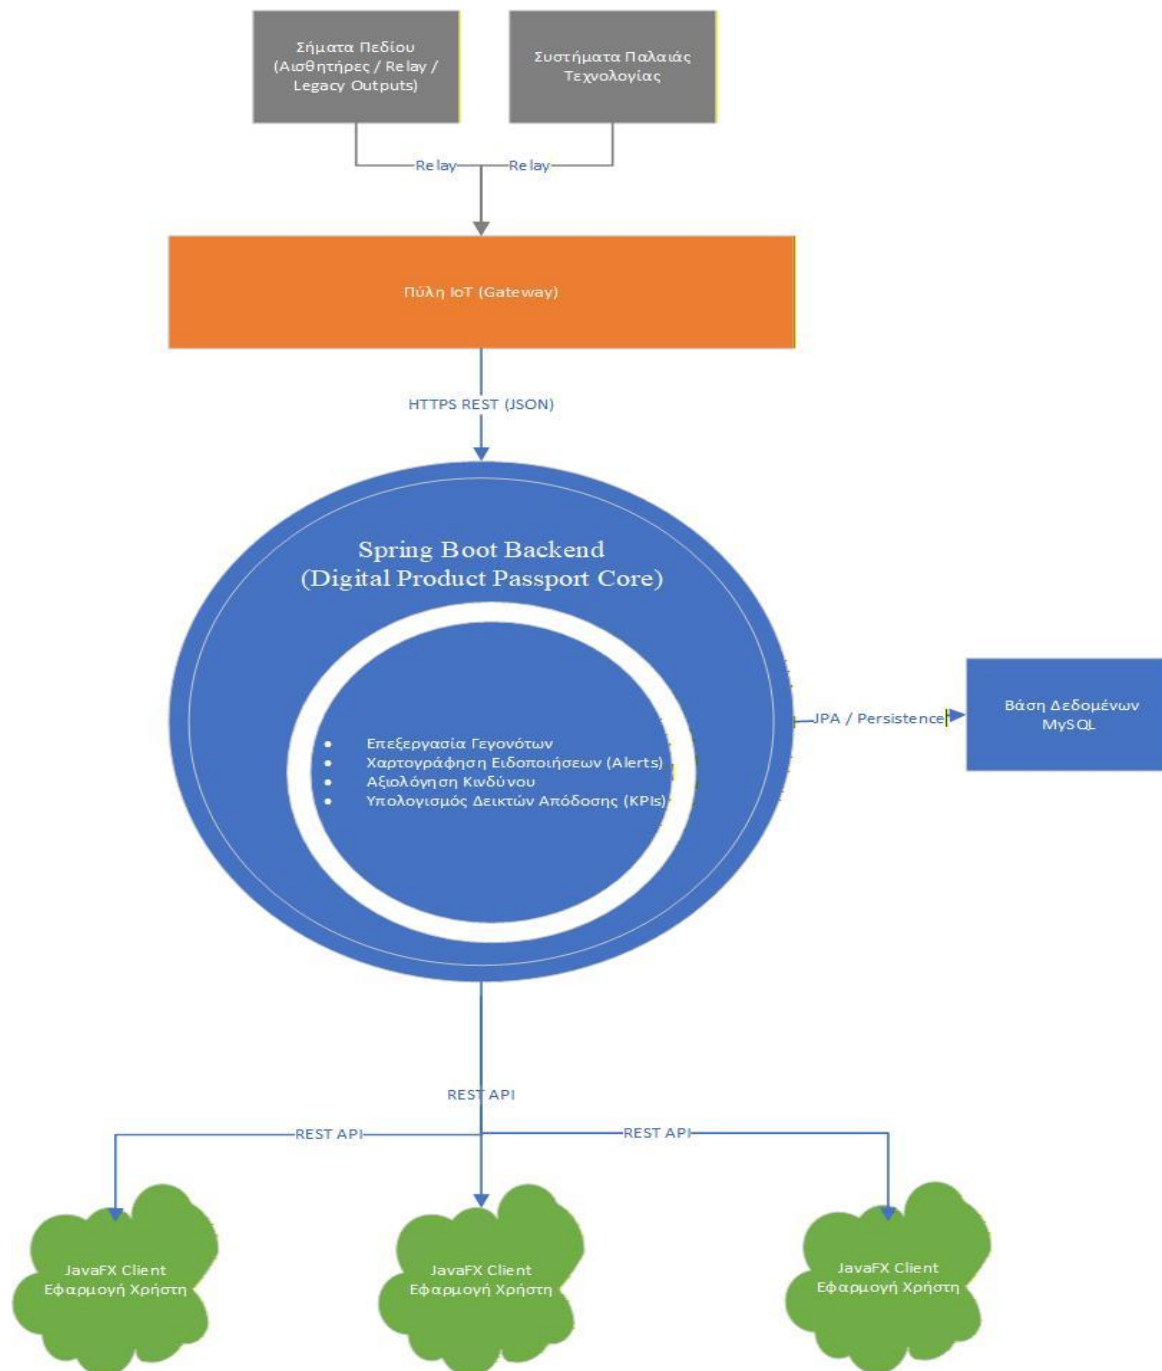 Σήματα Πεδίου
(Αισθητήρες / Relay /
Legacy Outputs)
Συστήματα Παλαιάς
Τεχνολογίας
Relay
Relay
Πύλη IoT (Gateway)
HTTPS REST (JSON)
Spring Boot Backend
(Digital Product Passport Core)
• Επεξεργασία Γεγονότων
• Χαρτογράφηση Ειδοποιήσεων (Alerts)
• Αξιολόγηση Κινδύνου
• Υπολογισμός Δεικτών Απόδοσης (KPIs)
JPA / Persistence
Βάση Δεδομένων
MySQL
REST API
REST API
REST API
JavaFX Client
Εφαρμογή Χρήστη
JavaFX Client
Εφαρμογή Χρήστη
JavaFX Client
Εφαρμογή Χρήστη